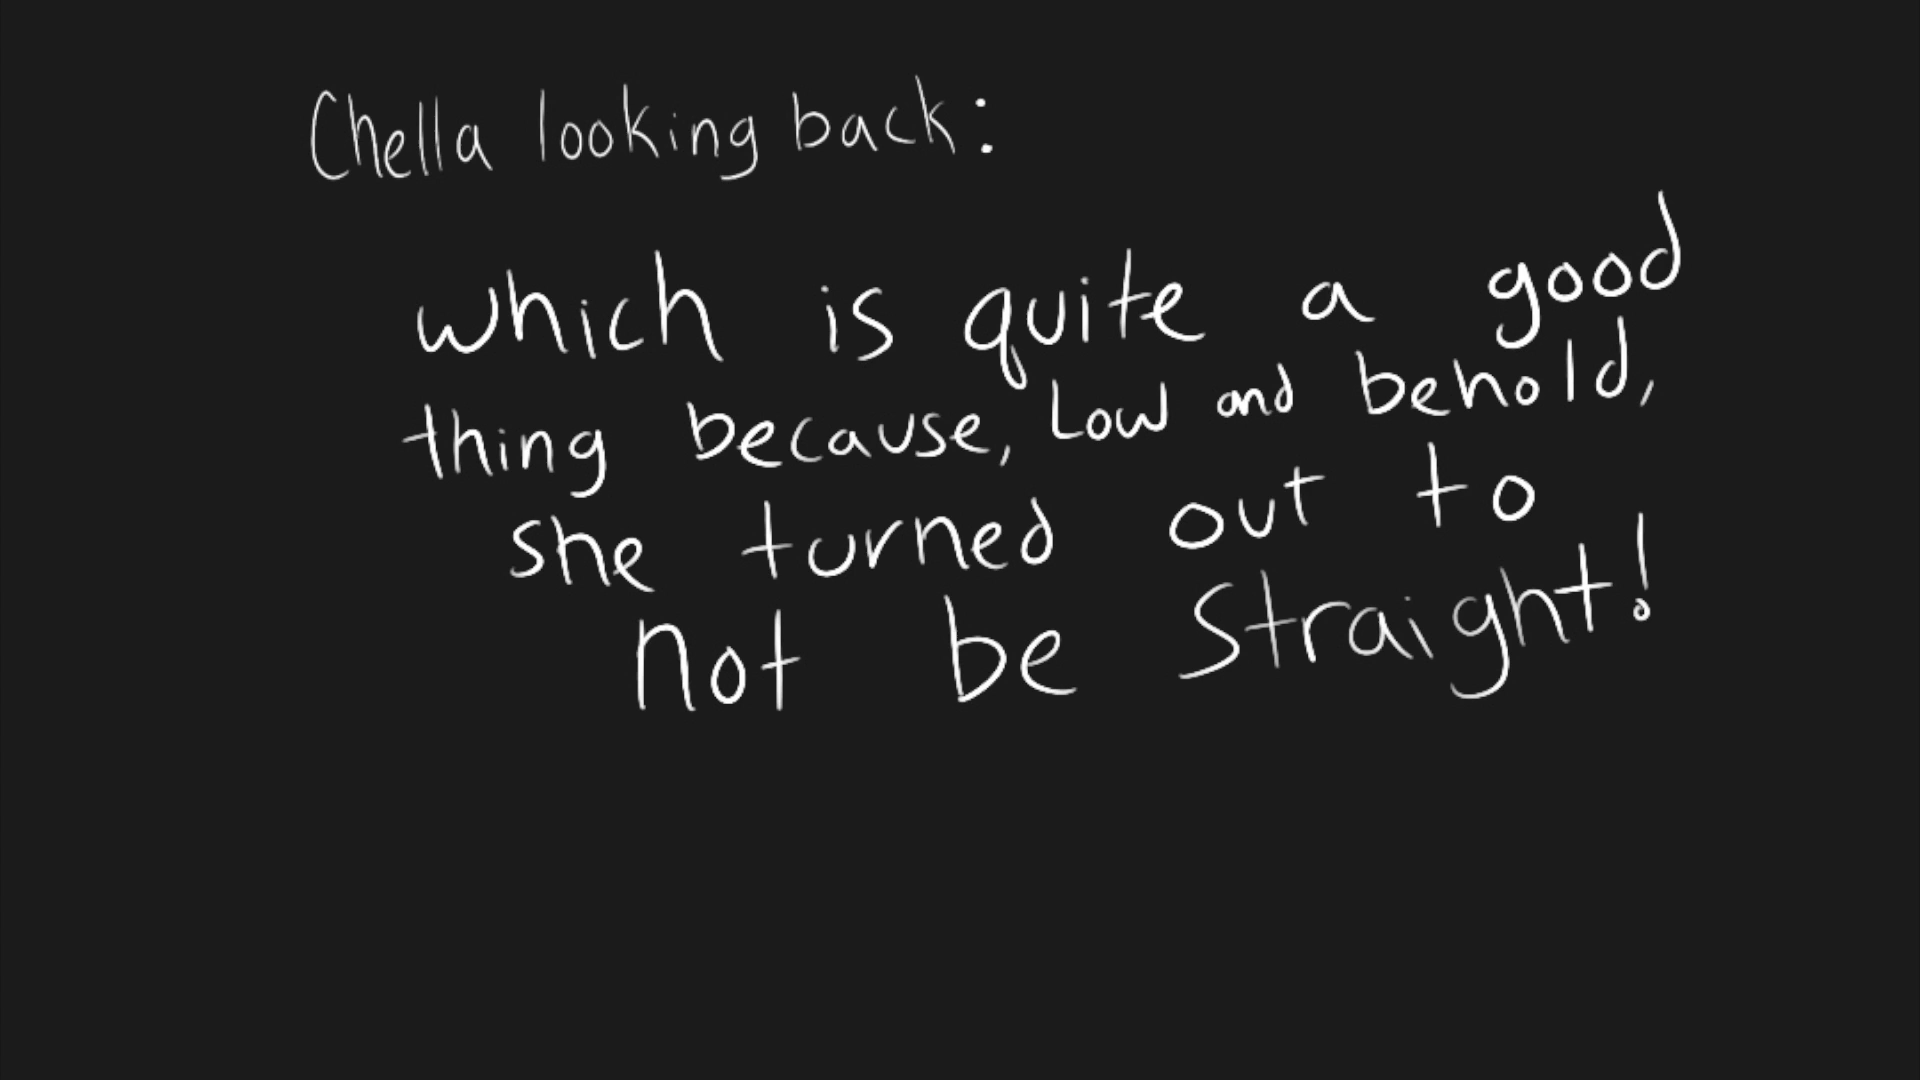 Chella looking back:
which is quite a good
thing because, Low and behold,
she turned out to
not be Straight!